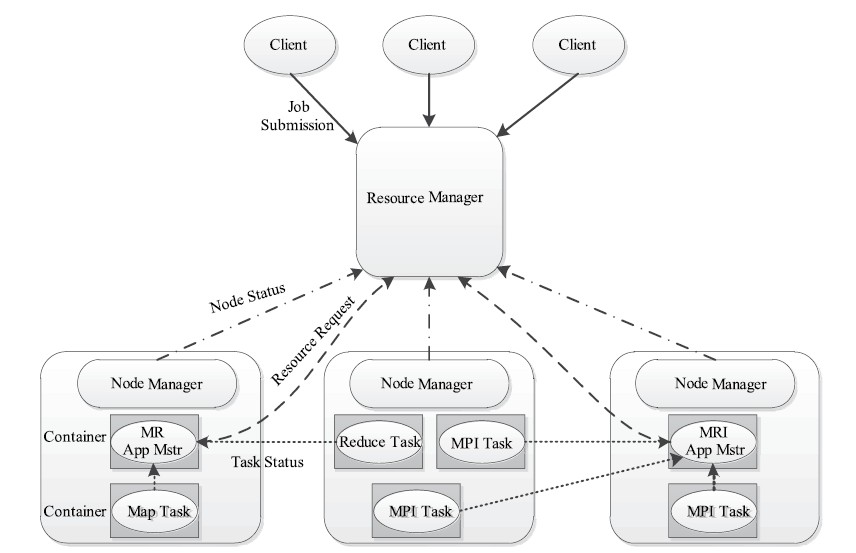 Client
Client
Client
Job
Submission
Resource Manager
Node Status
Resource Request
Node Manager
Node Manager
Node Manager
Container
MR
App Mstr
Reduce Task
MPI Task
MRI
App Mstr
Task Status
Container
Map Task
MPI Task
MPI Task